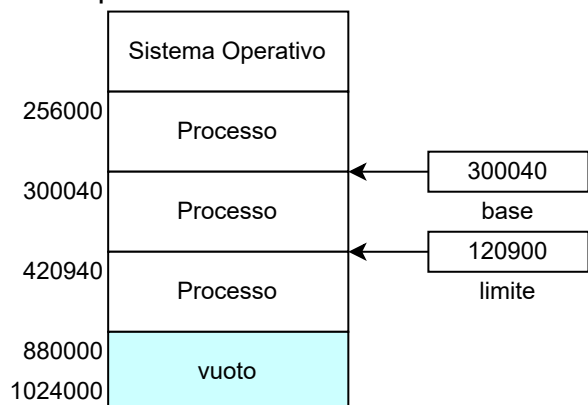 Sistema Operativo
256000
Processo
300040
300040
Processo
base
120900
420940
Processo
limite
880000
vuoto
1024000